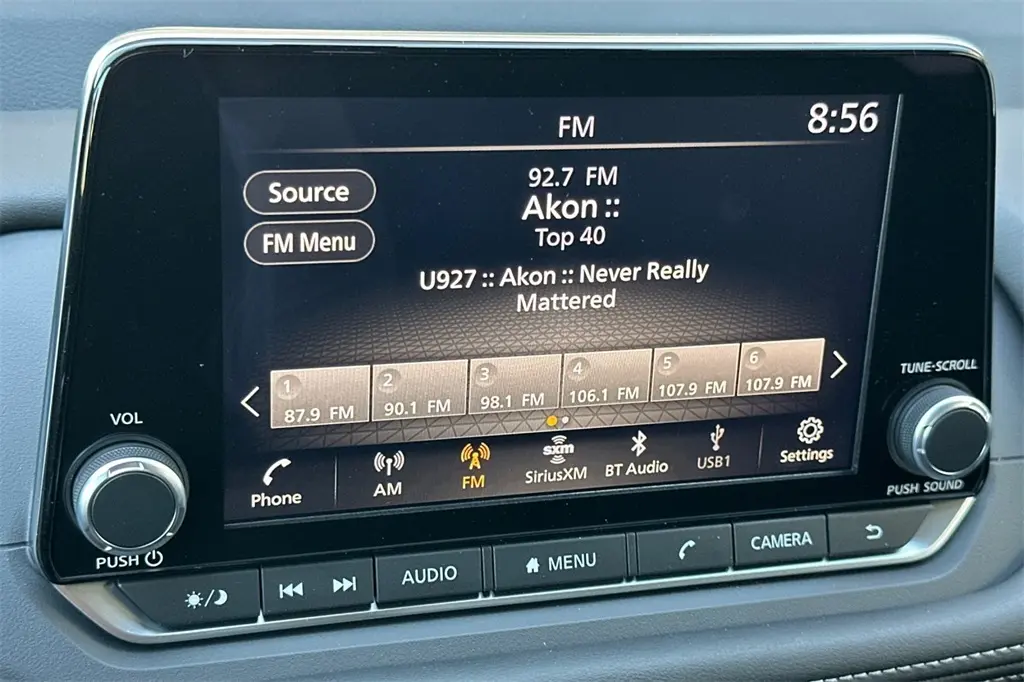 FM
8:56
Source
FM Menu
92.7 FM
Akon ::
Top 40
U927 :: Akon :: Never Really
Mattered
1
87.9 FM
2
90.1 FM
3
98.1 FM
4
106.1 FM
5
107.9 FM
6
107.9 FM
TUNE·SCROLL
VOL
Phone
AM
FM
sxm
SiriusXM
BT Audio
USB1
Settings
PUSH
PUSH SOUND
AUDIO
MENU
CAMERA